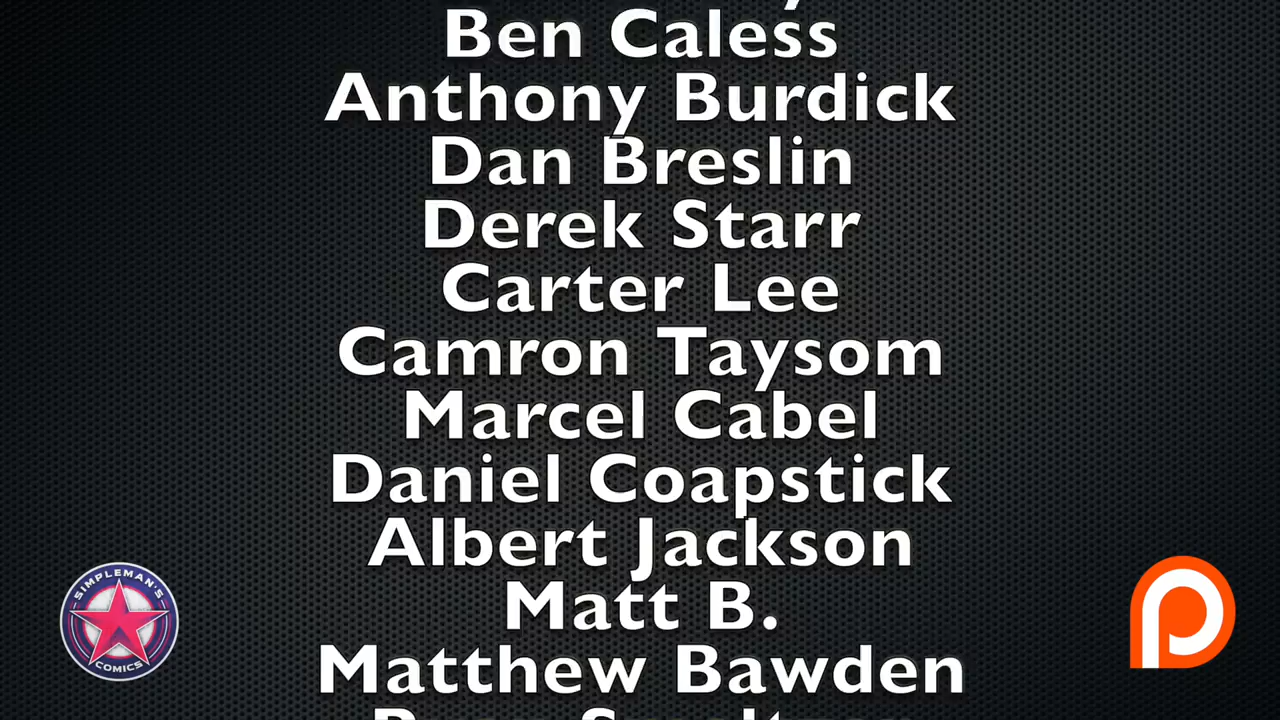 Ben Caless
Anthony Burdick
Dan Breslin
Derek Starr
Carter Lee
Camron Taysom
Marcel Cabel
Daniel Coapstick
Albert Jackson
Matt B.
Matthew Bawden
SIMPLEMAN'S
COMICS